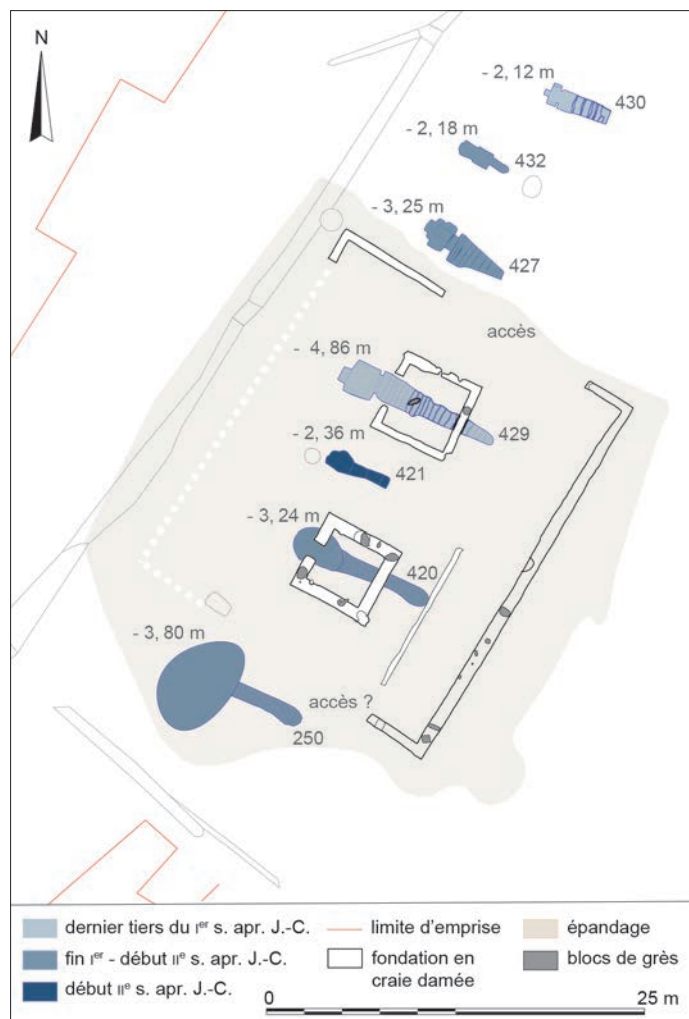 N
- 2, 12 m
430
- 2, 18 m
432
- 3, 25 m
427
accès
- 4, 86 m
429
- 2, 36 m
421
- 3, 24 m
420
- 3, 80 m
accès ?
250
dernier tiers du Ier s. apr. J.-C.
limite d'emprise
épandage
fin Ier - début IIe s. apr. J.-C.
fondation en
craie damée
blocs de grès
début IIe s. apr. J.-C.
0
25 m